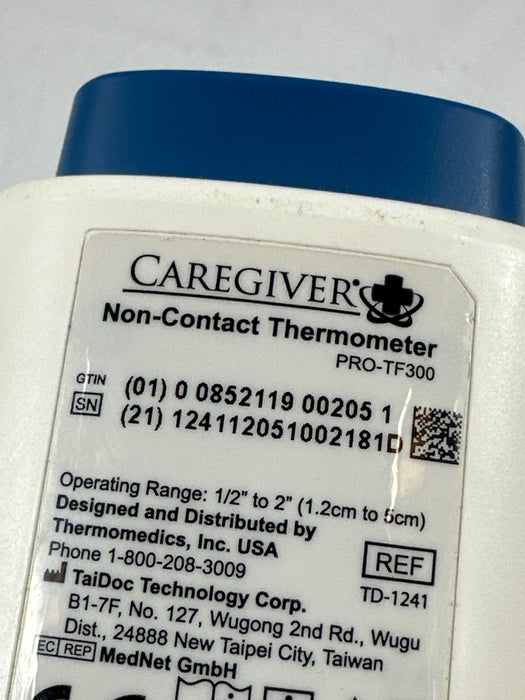 CAREGIVER
Non-Contact Thermometer
PRO-TF300
GTIN (01) 0 0852119 00205 1
SN (21) 124112051002181D
Operating Range: 1/2" to 2" (1.2cm to 5cm)
Designed and Distributed by
Thermomedics, Inc. USA
Phone 1-800-208-3009
REF
TD-1241
TaiDoc Technology Corp.
B1-7F, No. 127, Wugong 2nd Rd., Wugu
Dist., 24888 New Taipei City, Taiwan
EC REP MedNet GmbH